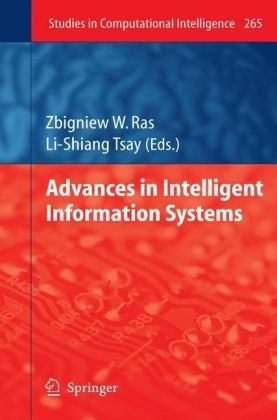 Studies in Computational Intelligence 265
Zbigniew W. Ras
Li-Shiang Tsay (Eds.)
Advances in Intelligent
Information Systems
Springer